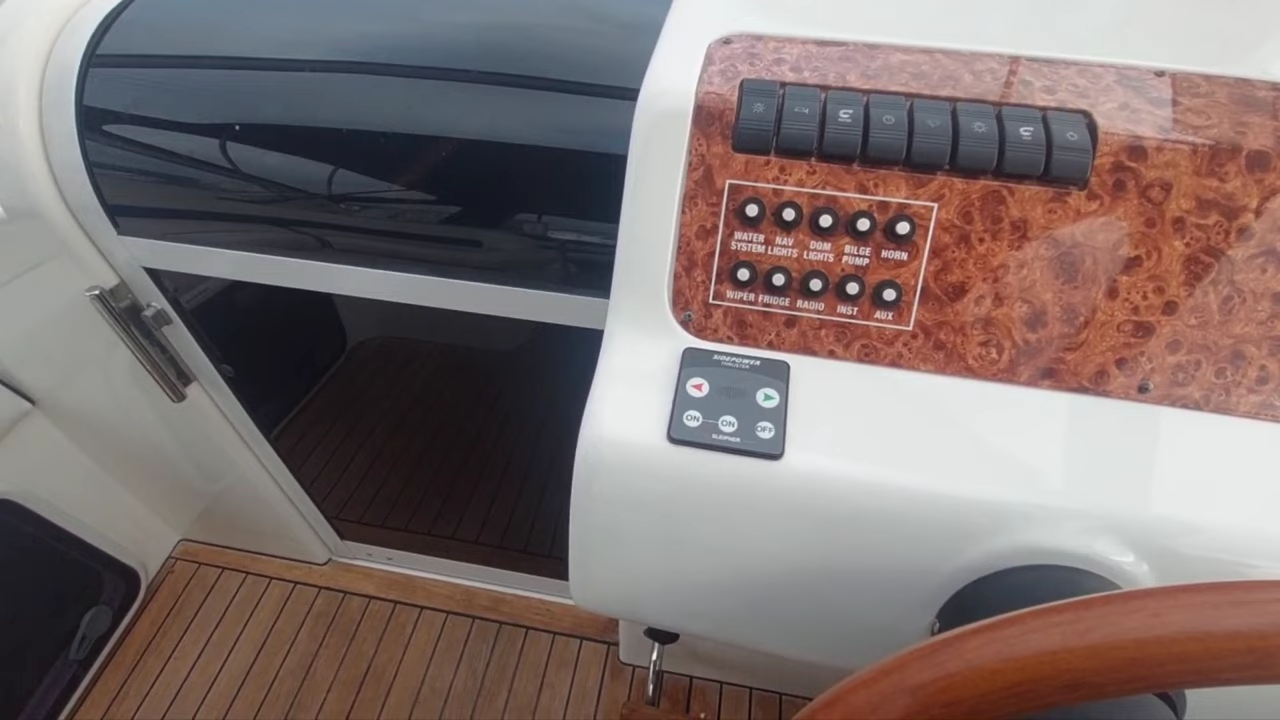 WATER SYSTEM
NAV LIGHTS
DOM LIGHTS
BILGE PUMP
HORN
WIPER
FRIDGE
RADIO
INST
AUX
SIDEPOWER
THRUSTER
ON
ON
OFF
SLEIPNER